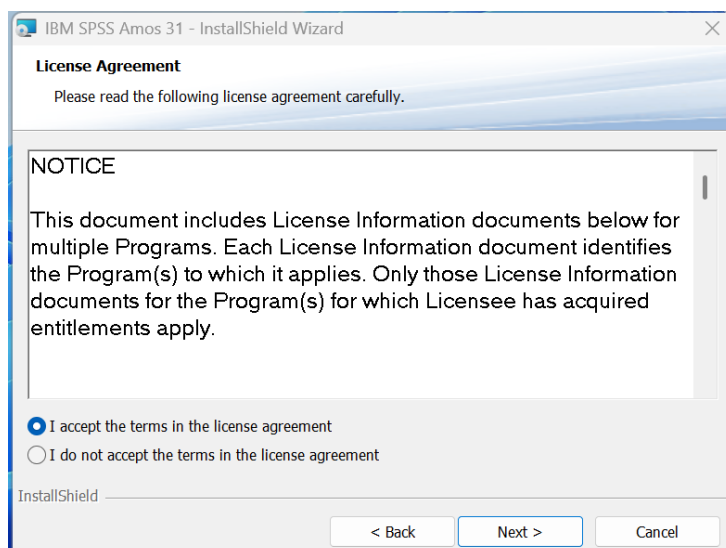 IBM SPSS Amos 31 - InstallShield Wizard
License Agreement
Please read the following license agreement carefully.
NOTICE
This document includes License Information documents below for
multiple Programs. Each License Information document identifies
the Program(s) to which it applies. Only those License Information
documents for the Program(s) for which Licensee has acquired
entitlements apply.
I accept the terms in the license agreement
I do not accept the terms in the license agreement
InstallShield
< Back
Next >
Cancel